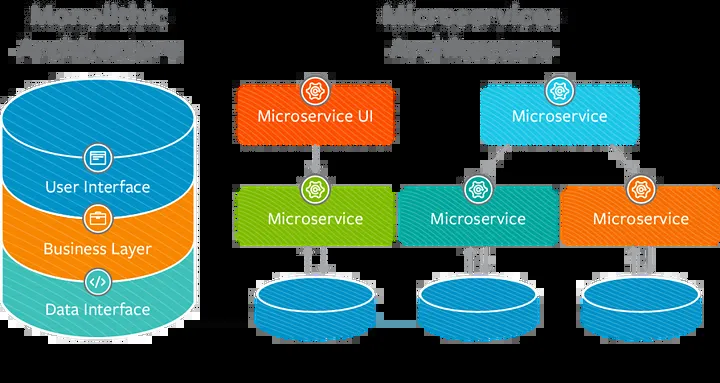 Monolithic
Architecture
Microservices
Architecture
Microservice UI
Microservice
User Interface
Microservice
Microservice
Microservice
Business Layer
Data Interface